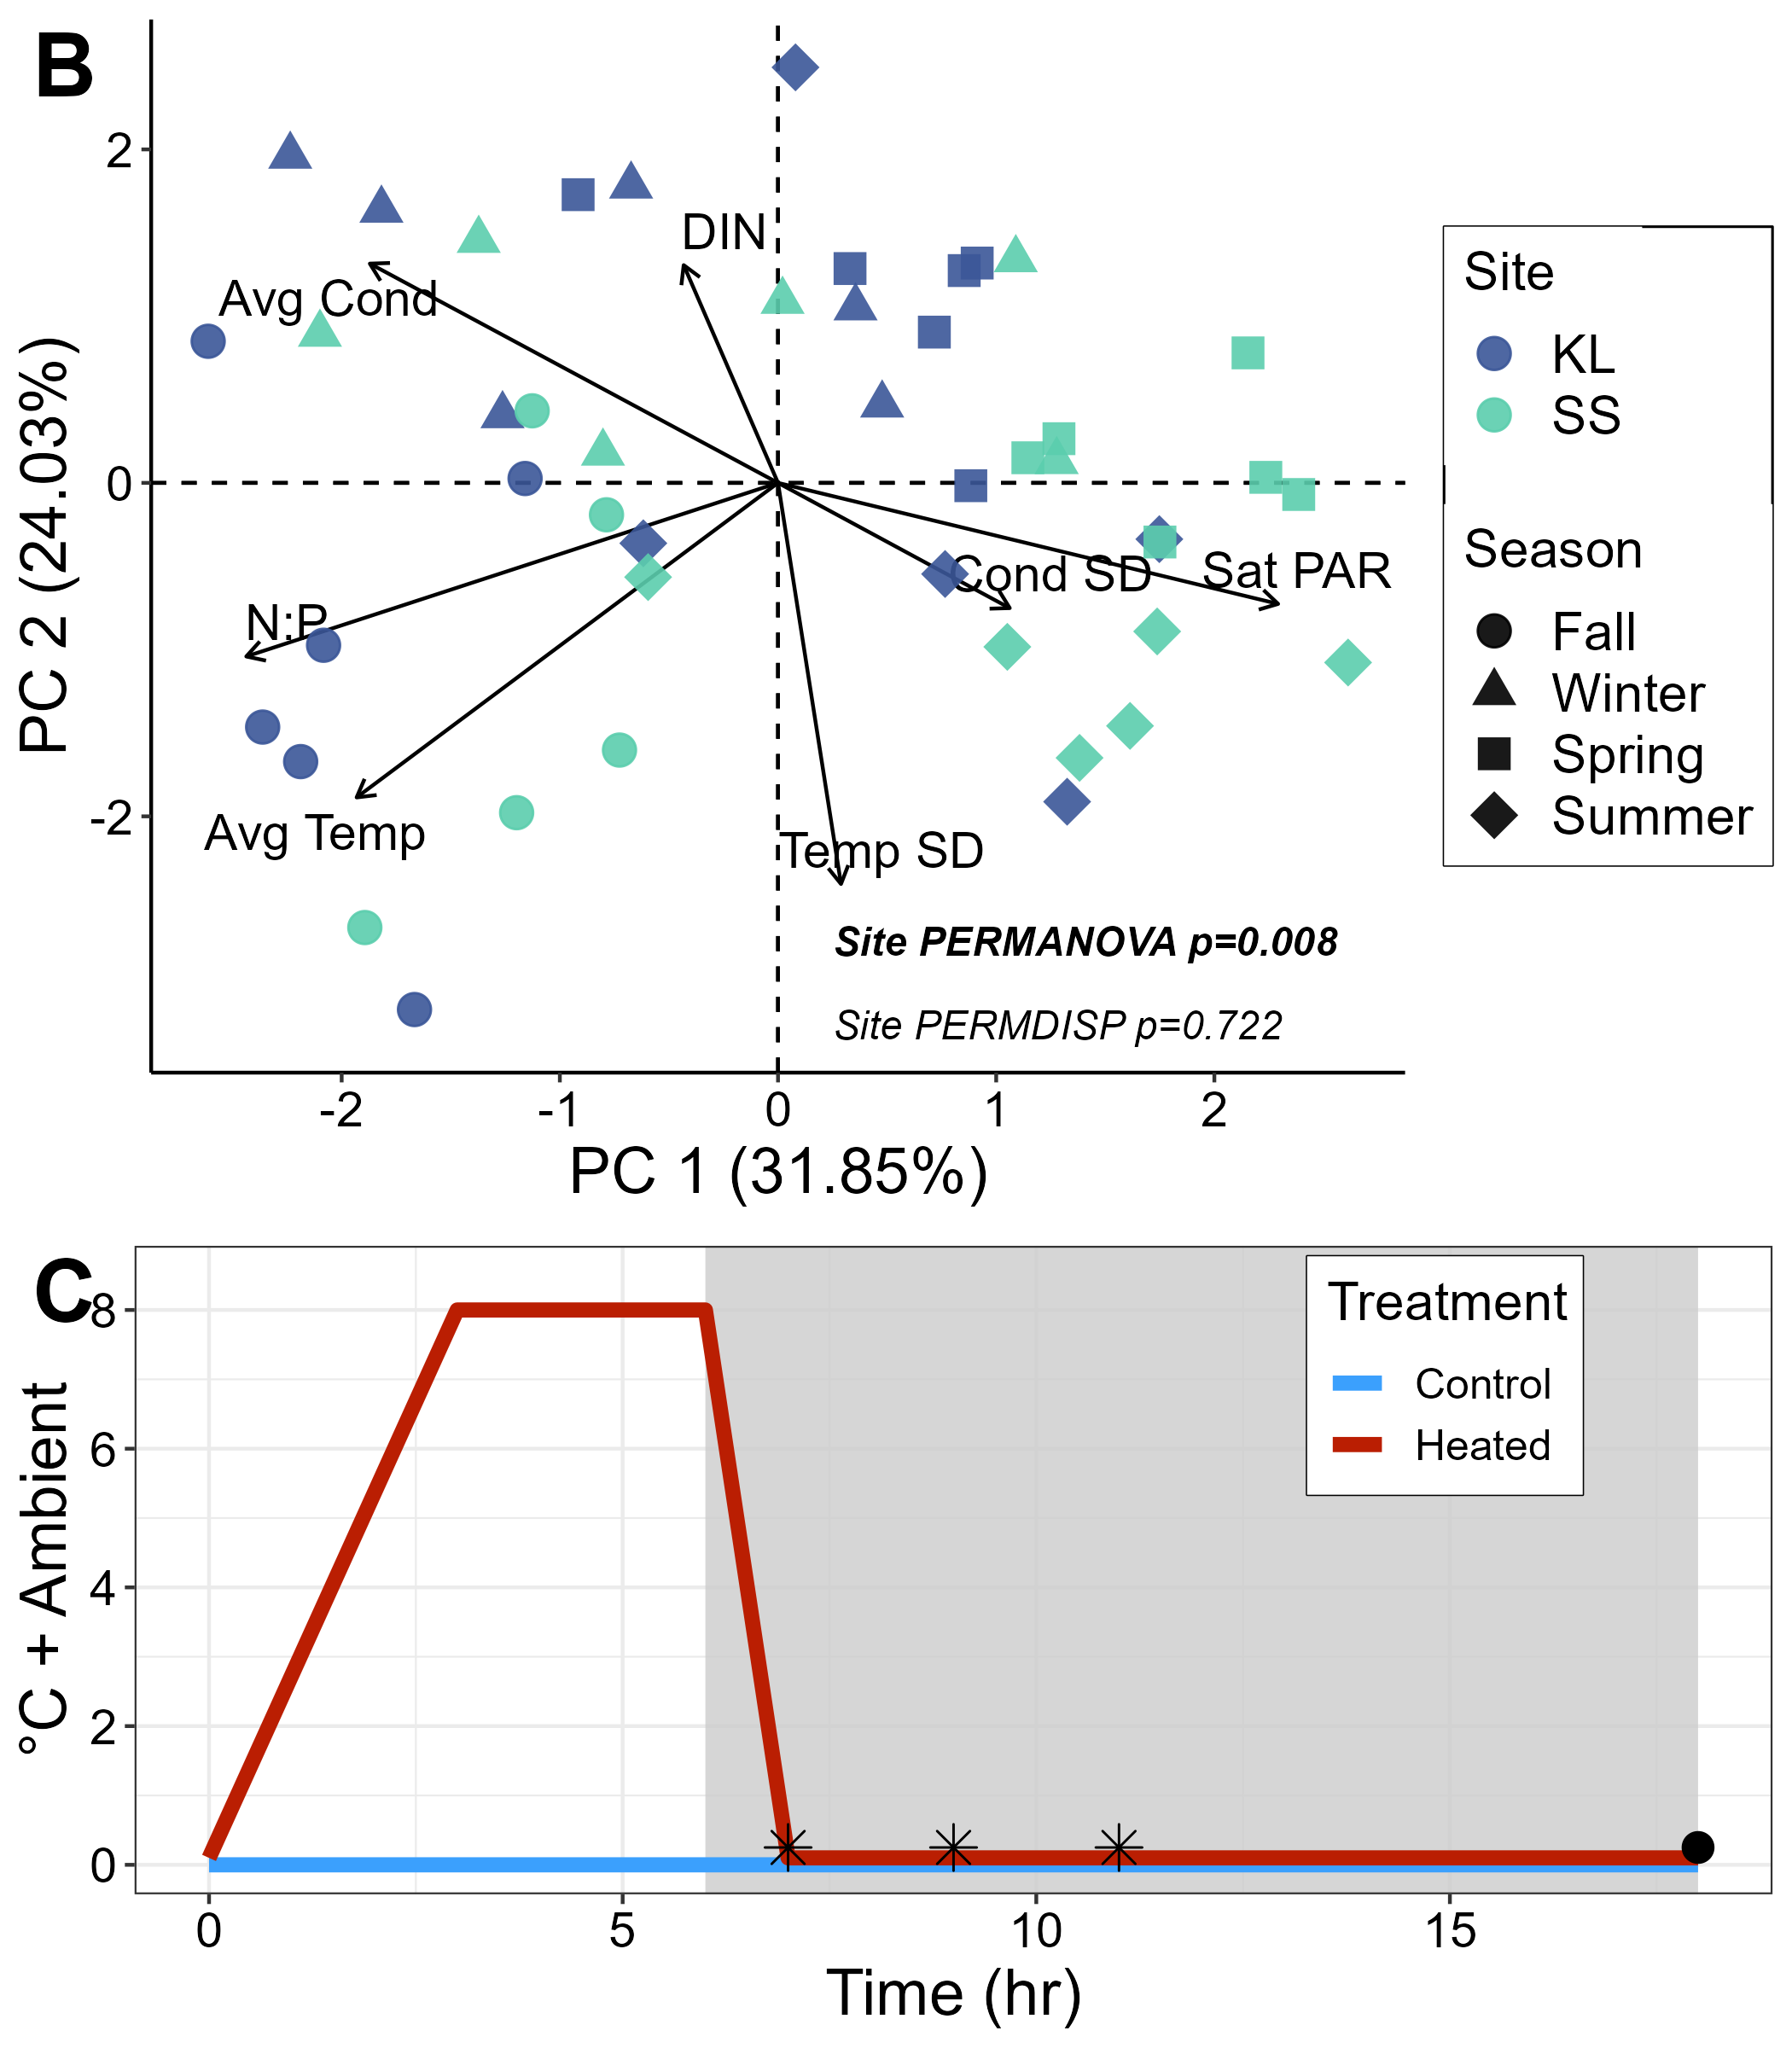 B
2
0
-2
PC 2 (24.03%)
DIN
Avg Cond
N:P
Avg Temp
Cond SD
Sat PAR
Temp SD
Site PERMANOVA p=0.008
Site PERMDISP p=0.722
-2
-1
0
1
2
PC 1 (31.85%)
Site
KL
SS
Season
Fall
Winter
Spring
Summer
C
8
6
4
2
0
°C + Ambient
Treatment
Control
Heated
0
5
10
15
Time (hr)